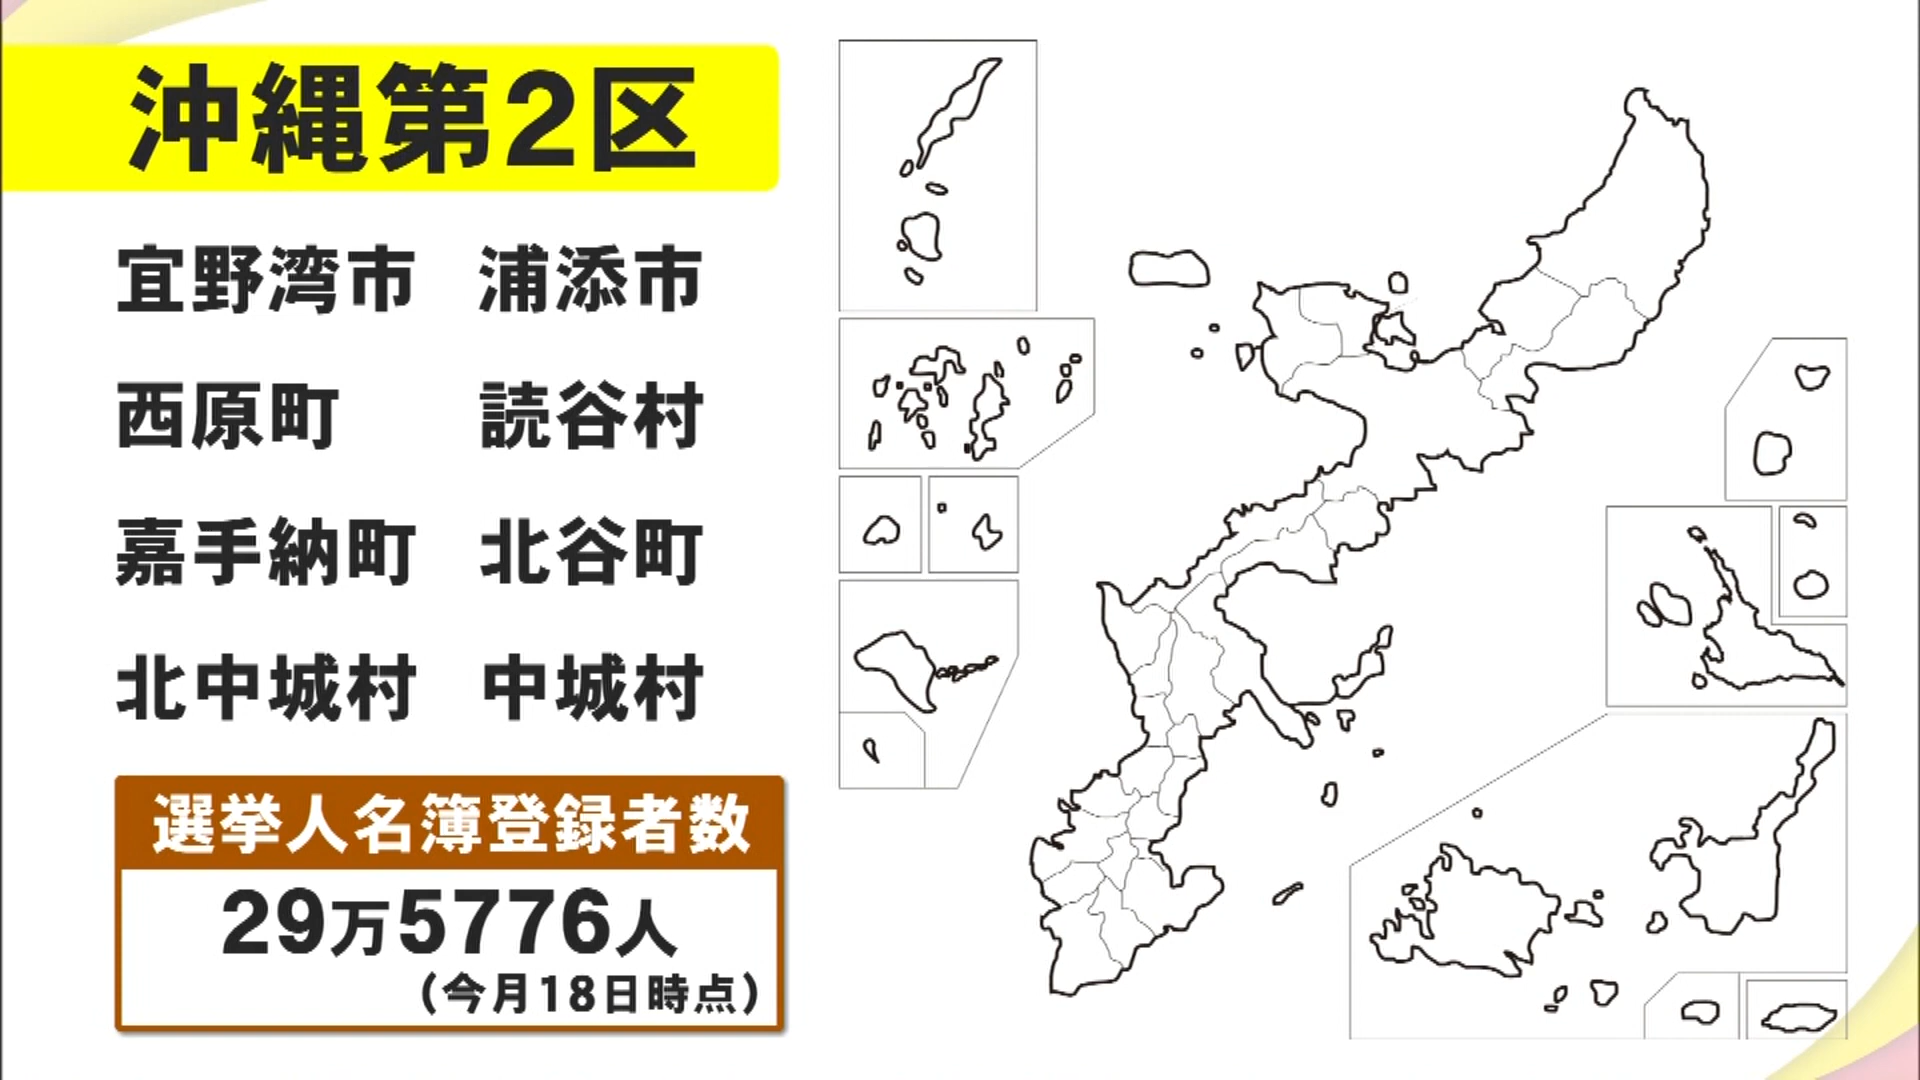 沖縄第2区
宜野湾市　浦添市
西原町　読谷村
嘉手納町　北谷町
北中城村　中城村
選挙人名簿登録者数
29万5776人
（今月18日時点）